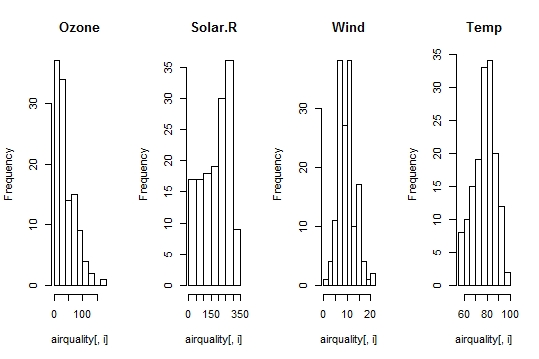 Ozone
Solar.R
Wind
Temp
Frequency
0
10
20
30
0
100
airquality[, i]
Frequency
0
5
10
15
20
25
30
35
0
150
350
airquality[, i]
Frequency
0
10
20
30
0
10
20
airquality[, i]
Frequency
0
5
10
15
20
25
30
35
60
80
100
airquality[, i]